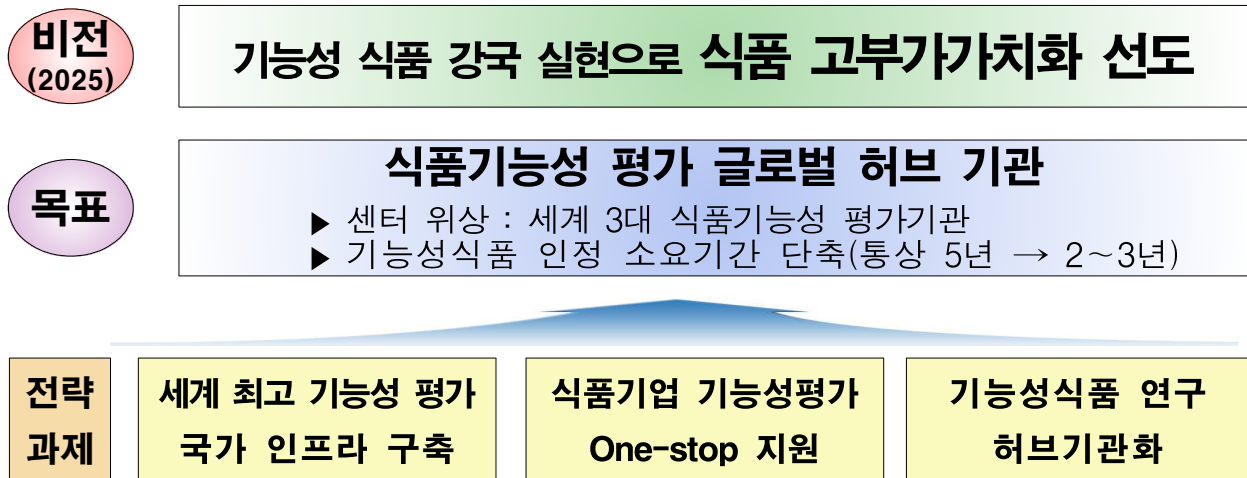 비전
(2025)
기능성 식품 강국 실현으로 식품 고부가가치화 선도
목표
식품기능성 평가 글로벌 허브 기관
▶ 센터 위상 : 세계 3대 식품기능성 평가기관
▶ 기능성식품 인정 소요기간 단축(통상 5년 → 2~3년)
전략
과제
세계 최고 기능성 평가
국가 인프라 구축
식품기업 기능성평가
One-stop 지원
기능성식품 연구
허브기관화